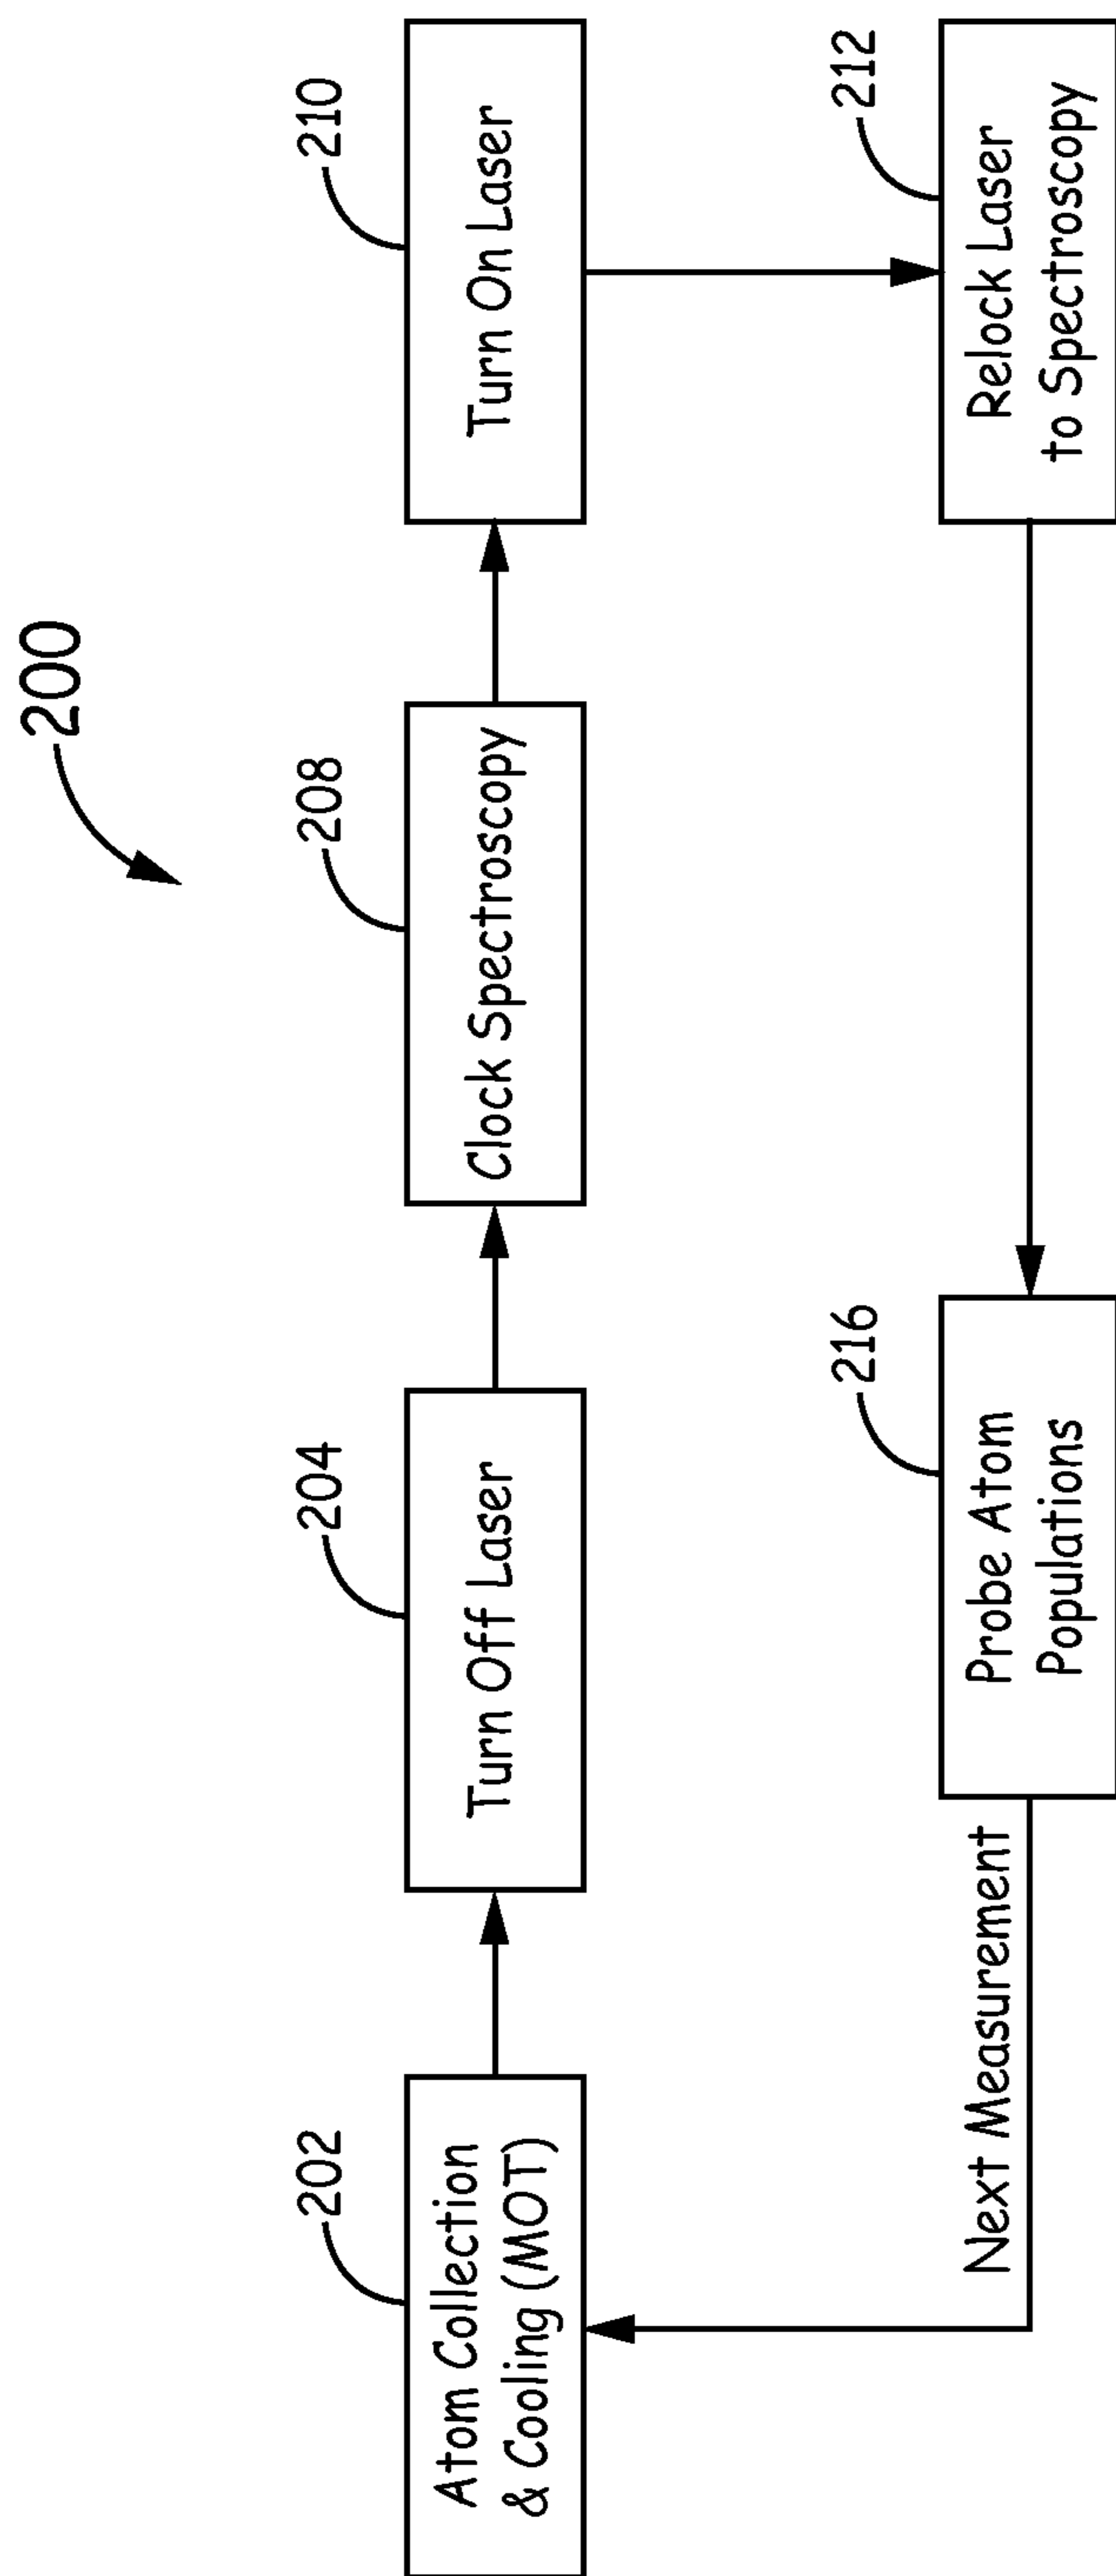 200
202
Atom Collection
& Cooling (MOT)
204
Turn Off Laser
208
Clock Spectroscopy
210
Turn On Laser
212
Relock Laser
to Spectroscopy
216
Probe Atom
Populations
Next Measurement